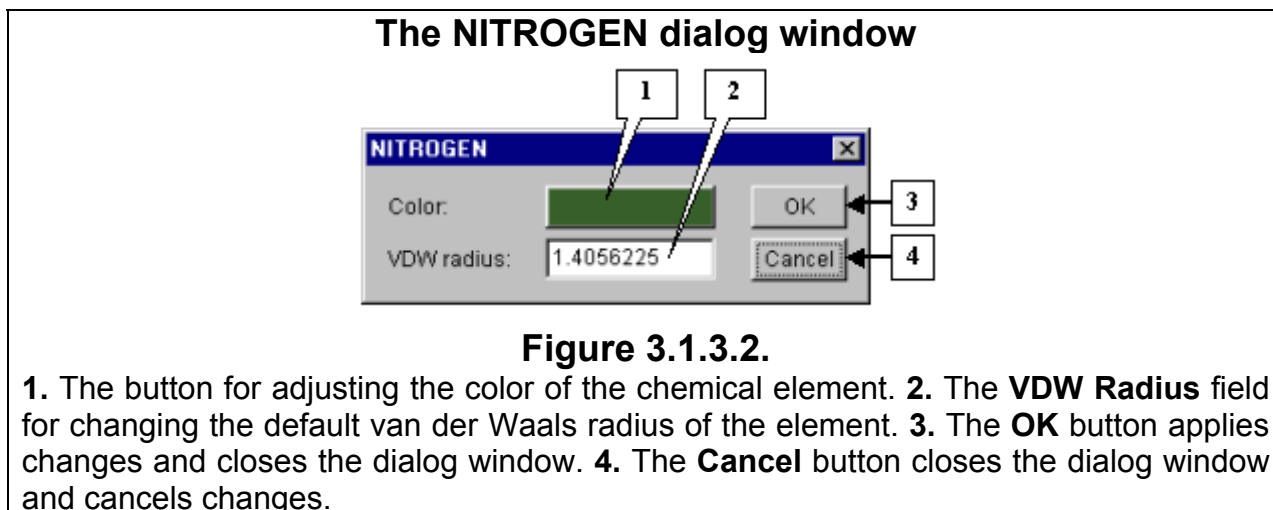 The NITROGEN dialog window
1 2
NITROGEN
Color: OK 3
VDW radius: 1.4056225 Cancel 4
Figure 3.1.3.2.
1. The button for adjusting the color of the chemical element. 2. The VDW Radius field
for changing the default van der Waals radius of the element. 3. The OK button applies
changes and closes the dialog window. 4. The Cancel button closes the dialog window
and cancels changes.